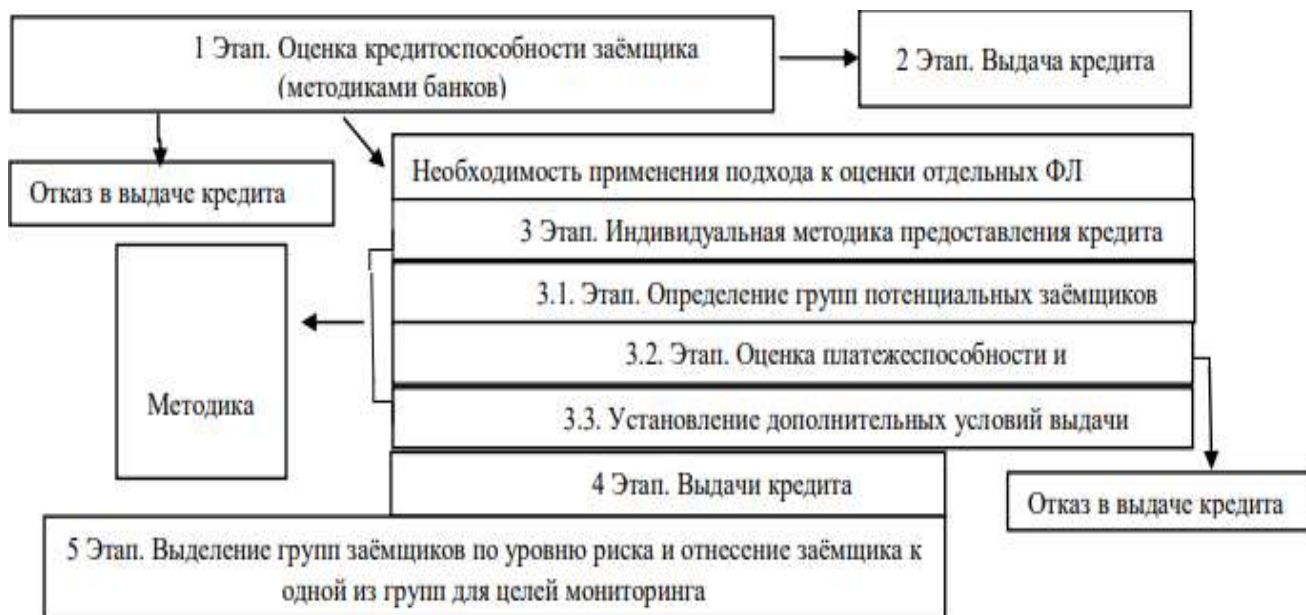 1 Этап. Оценка кредитоспособности заёмщика
(методиками банков)
2 Этап. Выдача кредита
Отказ в выдаче кредита
Необходимость применения подхода к оценки отдельных ФЛ
3 Этап. Индивидуальная методика предоставления кредита
3.1. Этап. Определение групп потенциальных заёмщиков
3.2. Этап. Оценка платежеспособности и
3.3. Установление дополнительных условий выдачи
Методика
4 Этап. Выдачи кредита
Отказ в выдаче кредита
5 Этап. Выделение групп заёмщиков по уровню риска и отнесение заёмщика к
одной из групп для целей мониторинга